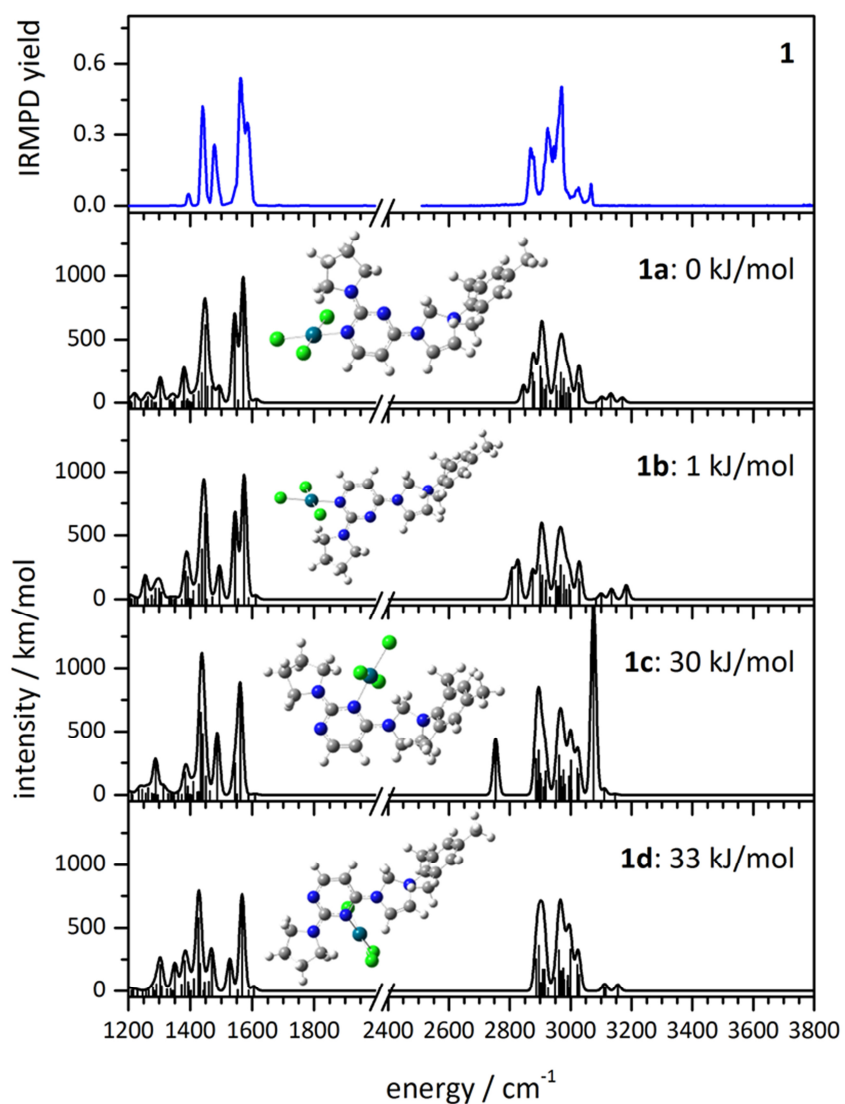 IRMPD yield
0.6
0.3
0.0
1
1000
500
0
1a: 0 kJ/mol
1000
500
0
1b: 1 kJ/mol
intensity / km/mol
1000
500
0
1c: 30 kJ/mol
1000
500
0
1d: 33 kJ/mol
1200 1400 1600 1800 2400 2600 2800 3000 3200 3400 3600 3800
energy / cm⁻¹